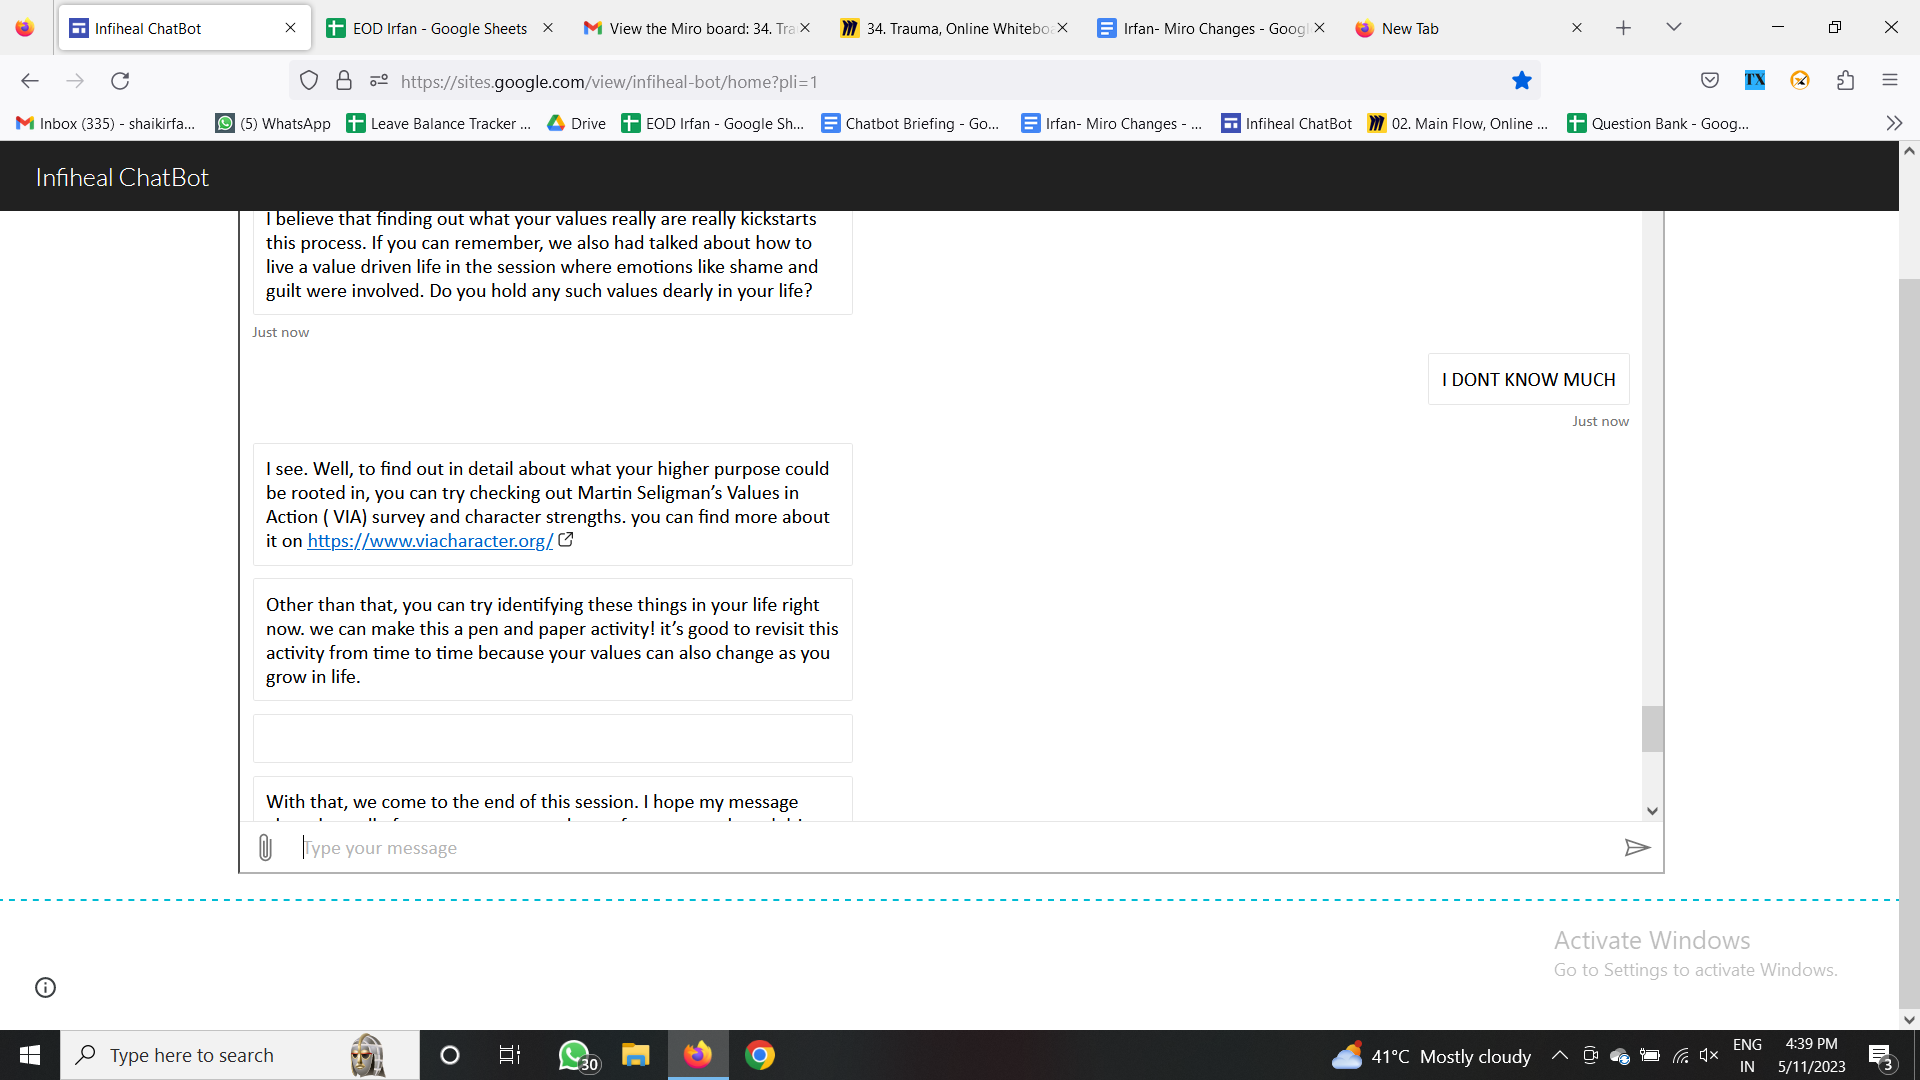 Infiheal ChatBot
EOD Irfan - Google Sheets
View the Miro board: 34. Tra
34. Trauma, Online Whiteboa
Irfan- Miro Changes - Googl
New Tab
https://sites.google.com/view/infiheal-bot/home?pli=1
TX
Inbox (335) - shaikirfa...
(5) WhatsApp
Leave Balance Tracker ...
Drive
EOD Irfan - Google Sh...
Chatbot Briefing - Go...
Irfan- Miro Changes - ...
Infiheal ChatBot
02. Main Flow, Online ...
Question Bank - Goog...
Infiheal ChatBot
I believe that finding out what your values really are really kickstarts
this process. If you can remember, we also had talked about how to
live a value driven life in the session where emotions like shame and
guilt were involved. Do you hold any such values dearly in your life?
Just now
I DONT KNOW MUCH
Just now
I see. Well, to find out in detail about what your higher purpose could
be rooted in, you can try checking out Martin Seligman’s Values in
Action ( VIA) survey and character strengths. you can find more about
it on https://www.viacharacter.org/
Other than that, you can try identifying these things in your life right
now. we can make this a pen and paper activity! it’s good to revisit this
activity from time to time because your values can also change as you
grow in life.
With that, we come to the end of this session. I hope my message
Type your message
Activate Windows
Go to Settings to activate Windows.
Type here to search
30
41°C Mostly cloudy
ENG
IN
4:39 PM
5/11/2023
3